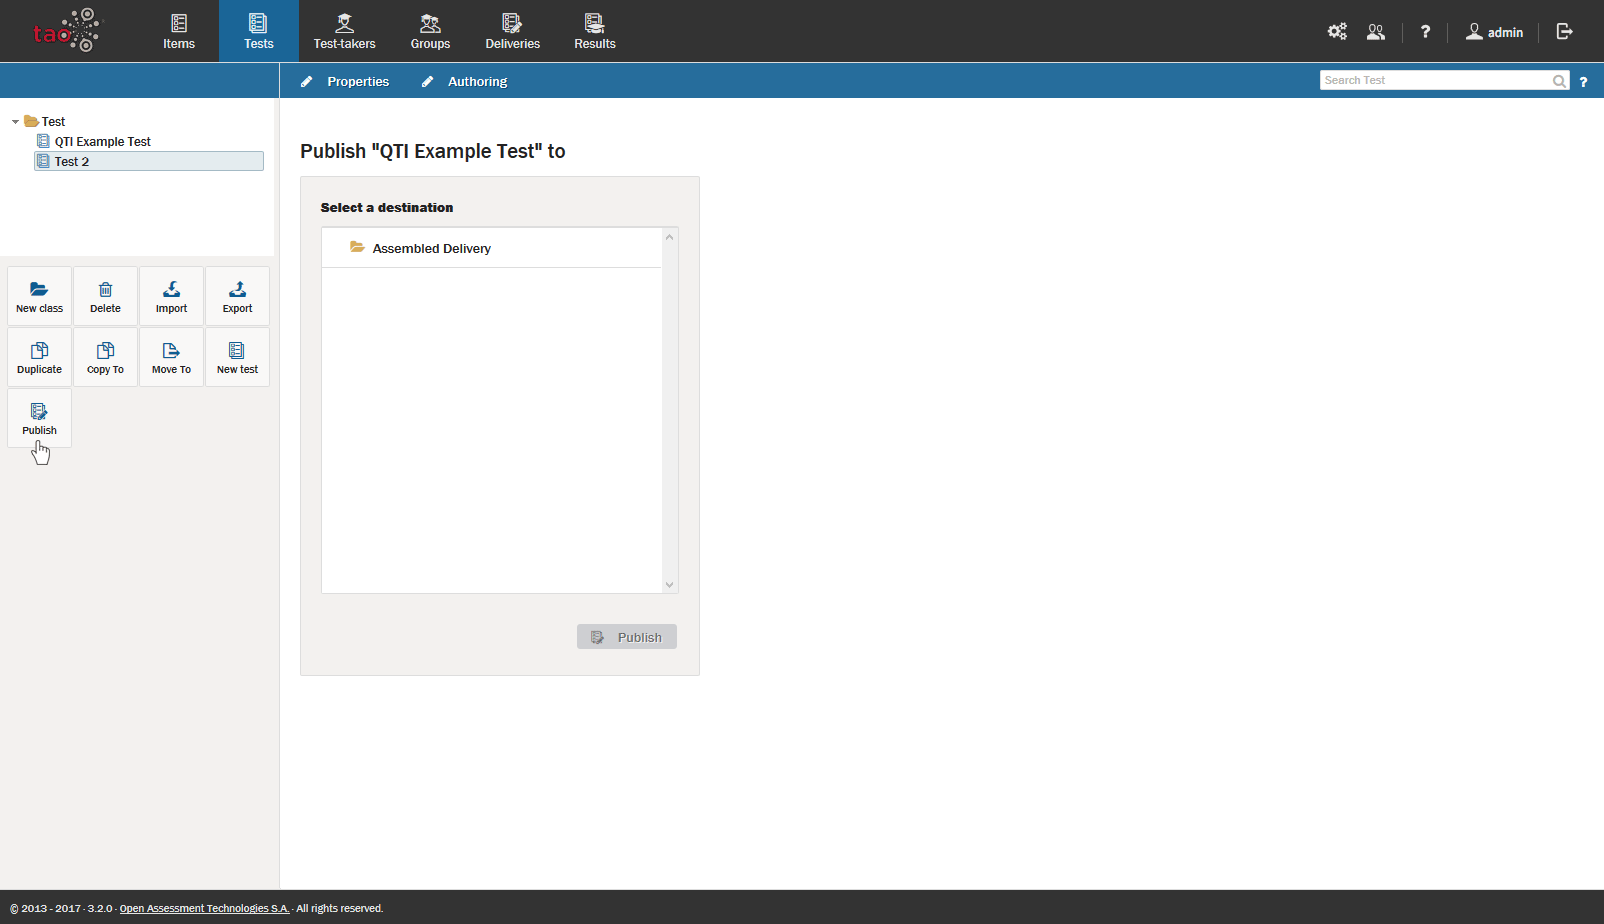 tao
Items
Tests
Test-takers
Groups
Deliveries
Results
?
admin
Properties
Authoring
Search Test
?
Test
QTI Example Test
Test 2
Publish "QTI Example Test" to
Select a destination
Assembled Delivery
New class
Delete
Import
Export
Duplicate
Copy To
Move To
New test
Publish
Publish
© 2013 - 2017 · 3.2.0 · Open Assessment Technologies S.A. · All rights reserved.